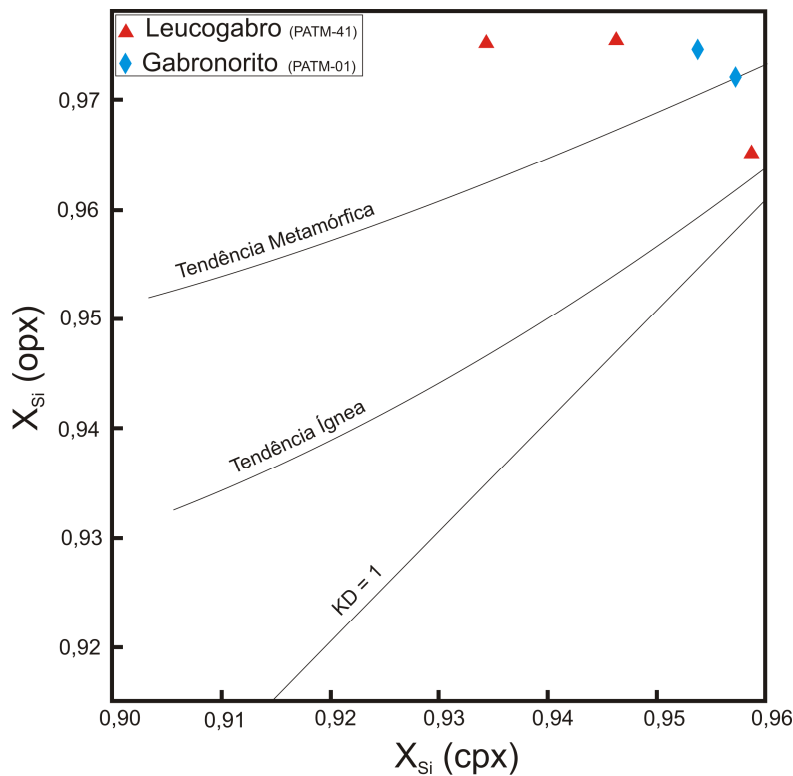 Leucogabro (PATM-41)
Gabronorito (PATM-01)
0,97
0,96
0,95
0,94
0,93
0,92
X Si (opx)
Tendência Metamórfica
Tendência Ígnea
KD = 1
0,90 0,91 0,92 0,93 0,94 0,95 0,96
X Si (cpx)